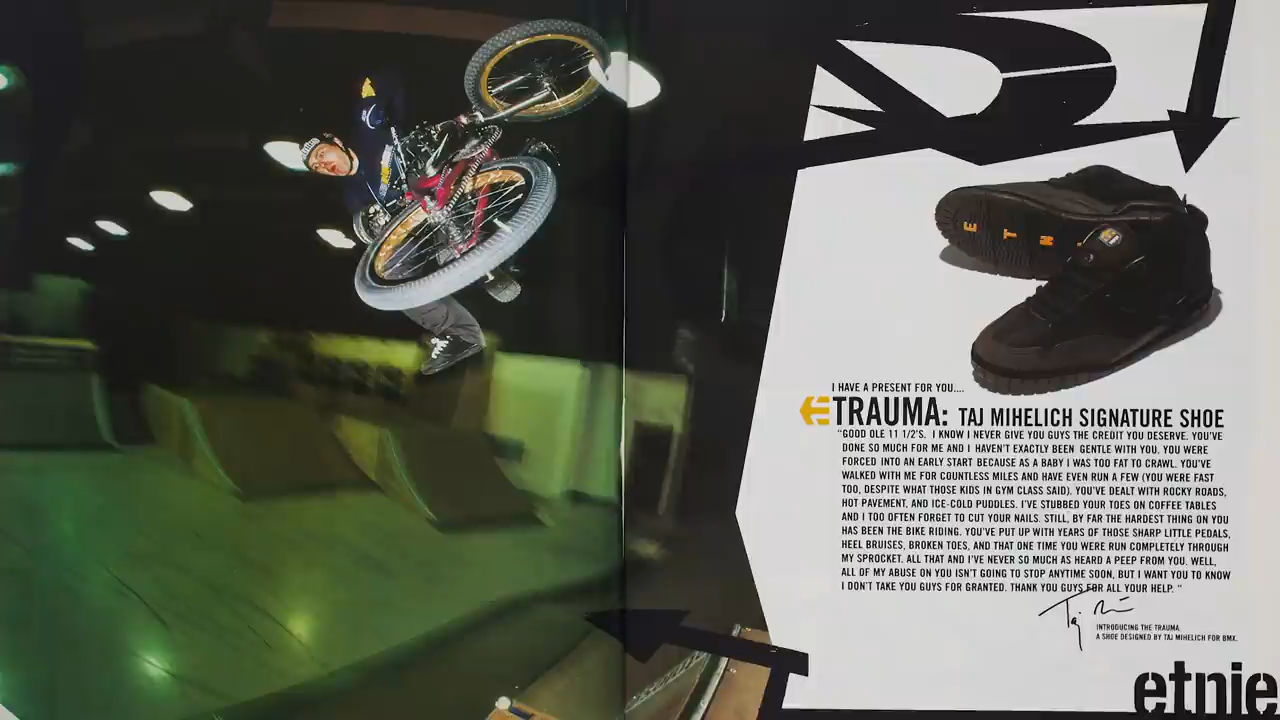 E T N
I HAVE A PRESENT FOR YOU....
TRAUMA: TAJ MIHELICH SIGNATURE SHOE
"GOOD OLE 11 1/2'S. I KNOW I NEVER GIVE YOU GUYS THE CREDIT YOU DESERVE. YOU'VE
DONE SO MUCH FOR ME AND I HAVEN'T EXACTLY BEEN GENTLE WITH YOU. YOU WERE
FORCED INTO AN EARLY START BECAUSE AS A BABY I WAS TOO FAT TO CRAWL. YOU'VE
WALKED WITH ME FOR COUNTLESS MILES AND HAVE EVEN RUN A FEW (YOU WERE FAST
TOO, DESPITE WHAT THOSE KIDS IN GYM CLASS SAID). YOU'VE DEALT WITH ROCKY ROADS,
HOT PAVEMENT, AND ICE-COLD PUDDLES. I'VE STUBBED YOUR TOES ON COFFEE TABLES
AND I TOO OFTEN FORGET TO CUT YOUR NAILS. STILL, BY FAR THE HARDEST THING ON YOU
HAS BEEN THE BIKE RIDING. YOU'VE PUT UP WITH YEARS OF THOSE SHARP LITTLE PEDALS,
HEEL BRUISES, BROKEN TOES, AND THAT ONE TIME YOU WERE RUN COMPLETELY THROUGH
MY SPROCKET. ALL THAT AND I'VE NEVER SO MUCH AS HEARD A PEEP FROM YOU. WELL,
ALL OF MY ABUSE ON YOU ISN'T GOING TO STOP ANYTIME SOON, BUT I WANT YOU TO KNOW
I DON'T TAKE YOU GUYS FOR GRANTED. THANK YOU GUYS FOR ALL YOUR HELP. "
Taj
INTRODUCING THE TRAUMA.
A SHOE DESIGNED BY TAJ MIHELICH FOR BMX.
etnie